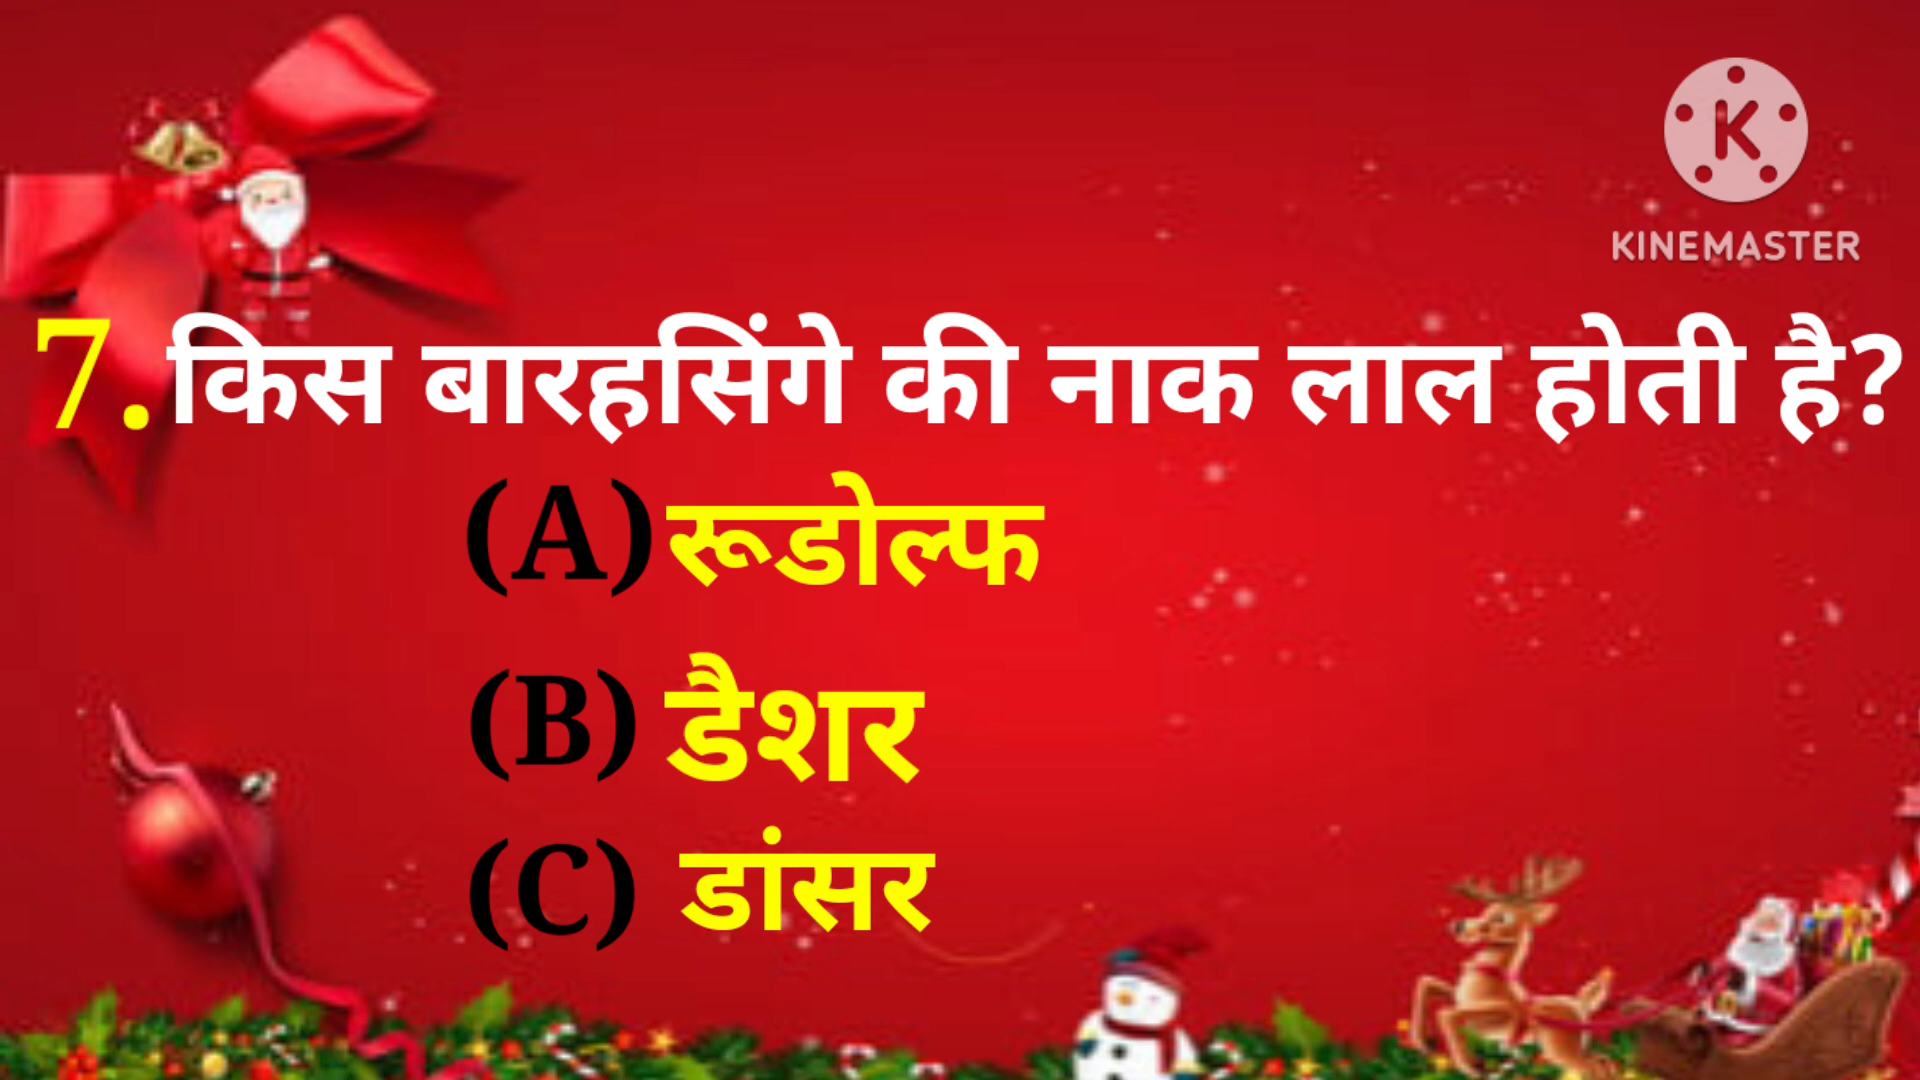 KINEMASTER
7. किस बारहसिंगे की नाक लाल होती है?
(A) रूडोल्फ
(B) डैशर
(C) डांसर